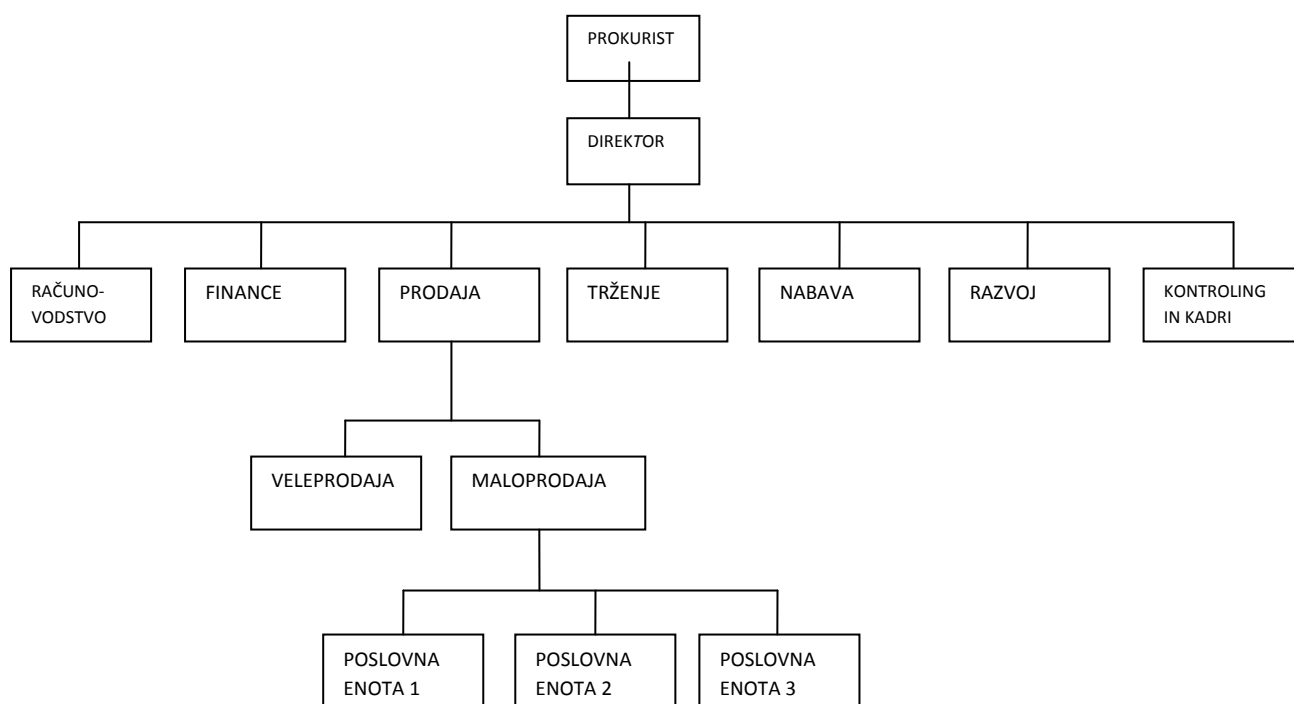 PROKURIST
DIREKTOR
RAČUNO-
VODSTVO
FINANCE
PRODAJA
TRŽENJE
NABAVA
RAZVOJ
KONTROLING
IN KADRI
VELEPRODAJA
MALOPRODAJA
POSLOVNA
ENOTA 1
POSLOVNA
ENOTA 2
POSLOVNA
ENOTA 3